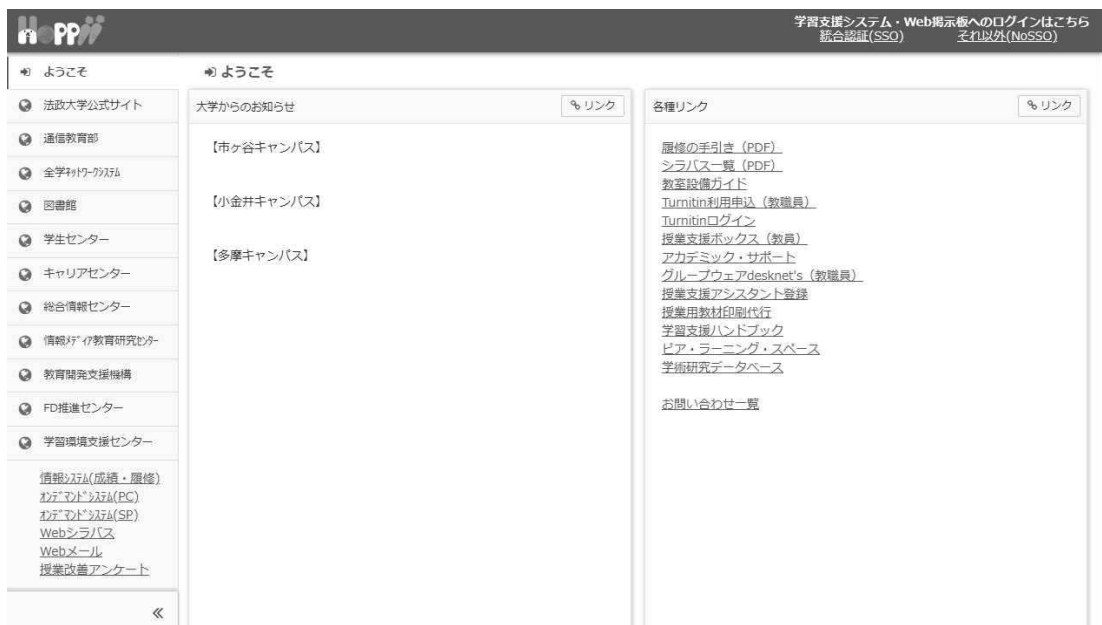 Hoppii
学習支援システム・Web掲示板へのログインはこちら
統合認証(SSO) それ以外(NoSSO)
ようこそ
法政大学公式サイト
通信教育部
全学ﾈｯﾄﾜｰｸｼｽﾃﾑ
図書館
学生センター
キャリアセンター
総合情報センター
情報ﾒﾃﾞｨｱ教育研究ｾﾝﾀｰ
教育開発支援機構
FD推進センター
学習環境支援センター
情報ｼｽﾃﾑ(成績・履修)
ｵﾝﾃﾞﾏﾝﾄﾞｼｽﾃﾑ(PC)
ｵﾝﾃﾞﾏﾝﾄﾞｼｽﾃﾑ(SP)
Webシラバス
Webメール
授業改善アンケート
≪
ようこそ
大学からのお知らせ リンク
【市ヶ谷キャンパス】
【小金井キャンパス】
【多摩キャンパス】
各種リンク リンク
履修の手引き（PDF）
シラバス一覧（PDF）
教室設備ガイド
Turnitin利用申込（教職員）
Turnitinログイン
授業支援ボックス（教員）
アカデミック・サポート
グループウェアdesknet's（教職員）
授業支援アシスタント登録
授業用教材印刷代行
学習支援ハンドブック
ピア・ラーニング・スペース
学術研究データベース
お問い合わせ一覧